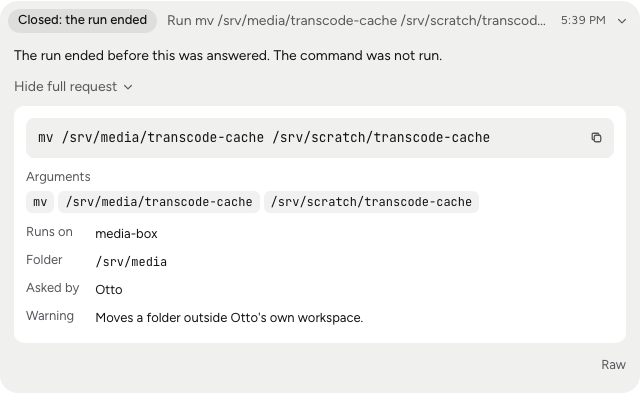 Closed: the run ended Run mv /srv/media/transcode-cache /srv/scratch/transcod... 5:39 PM
The run ended before this was answered. The command was not run.
Hide full request
mv /srv/media/transcode-cache /srv/scratch/transcode-cache
Arguments
mv /srv/media/transcode-cache /srv/scratch/transcode-cache
Runs on media-box
Folder /srv/media
Asked by Otto
Warning Moves a folder outside Otto's own workspace.
Raw